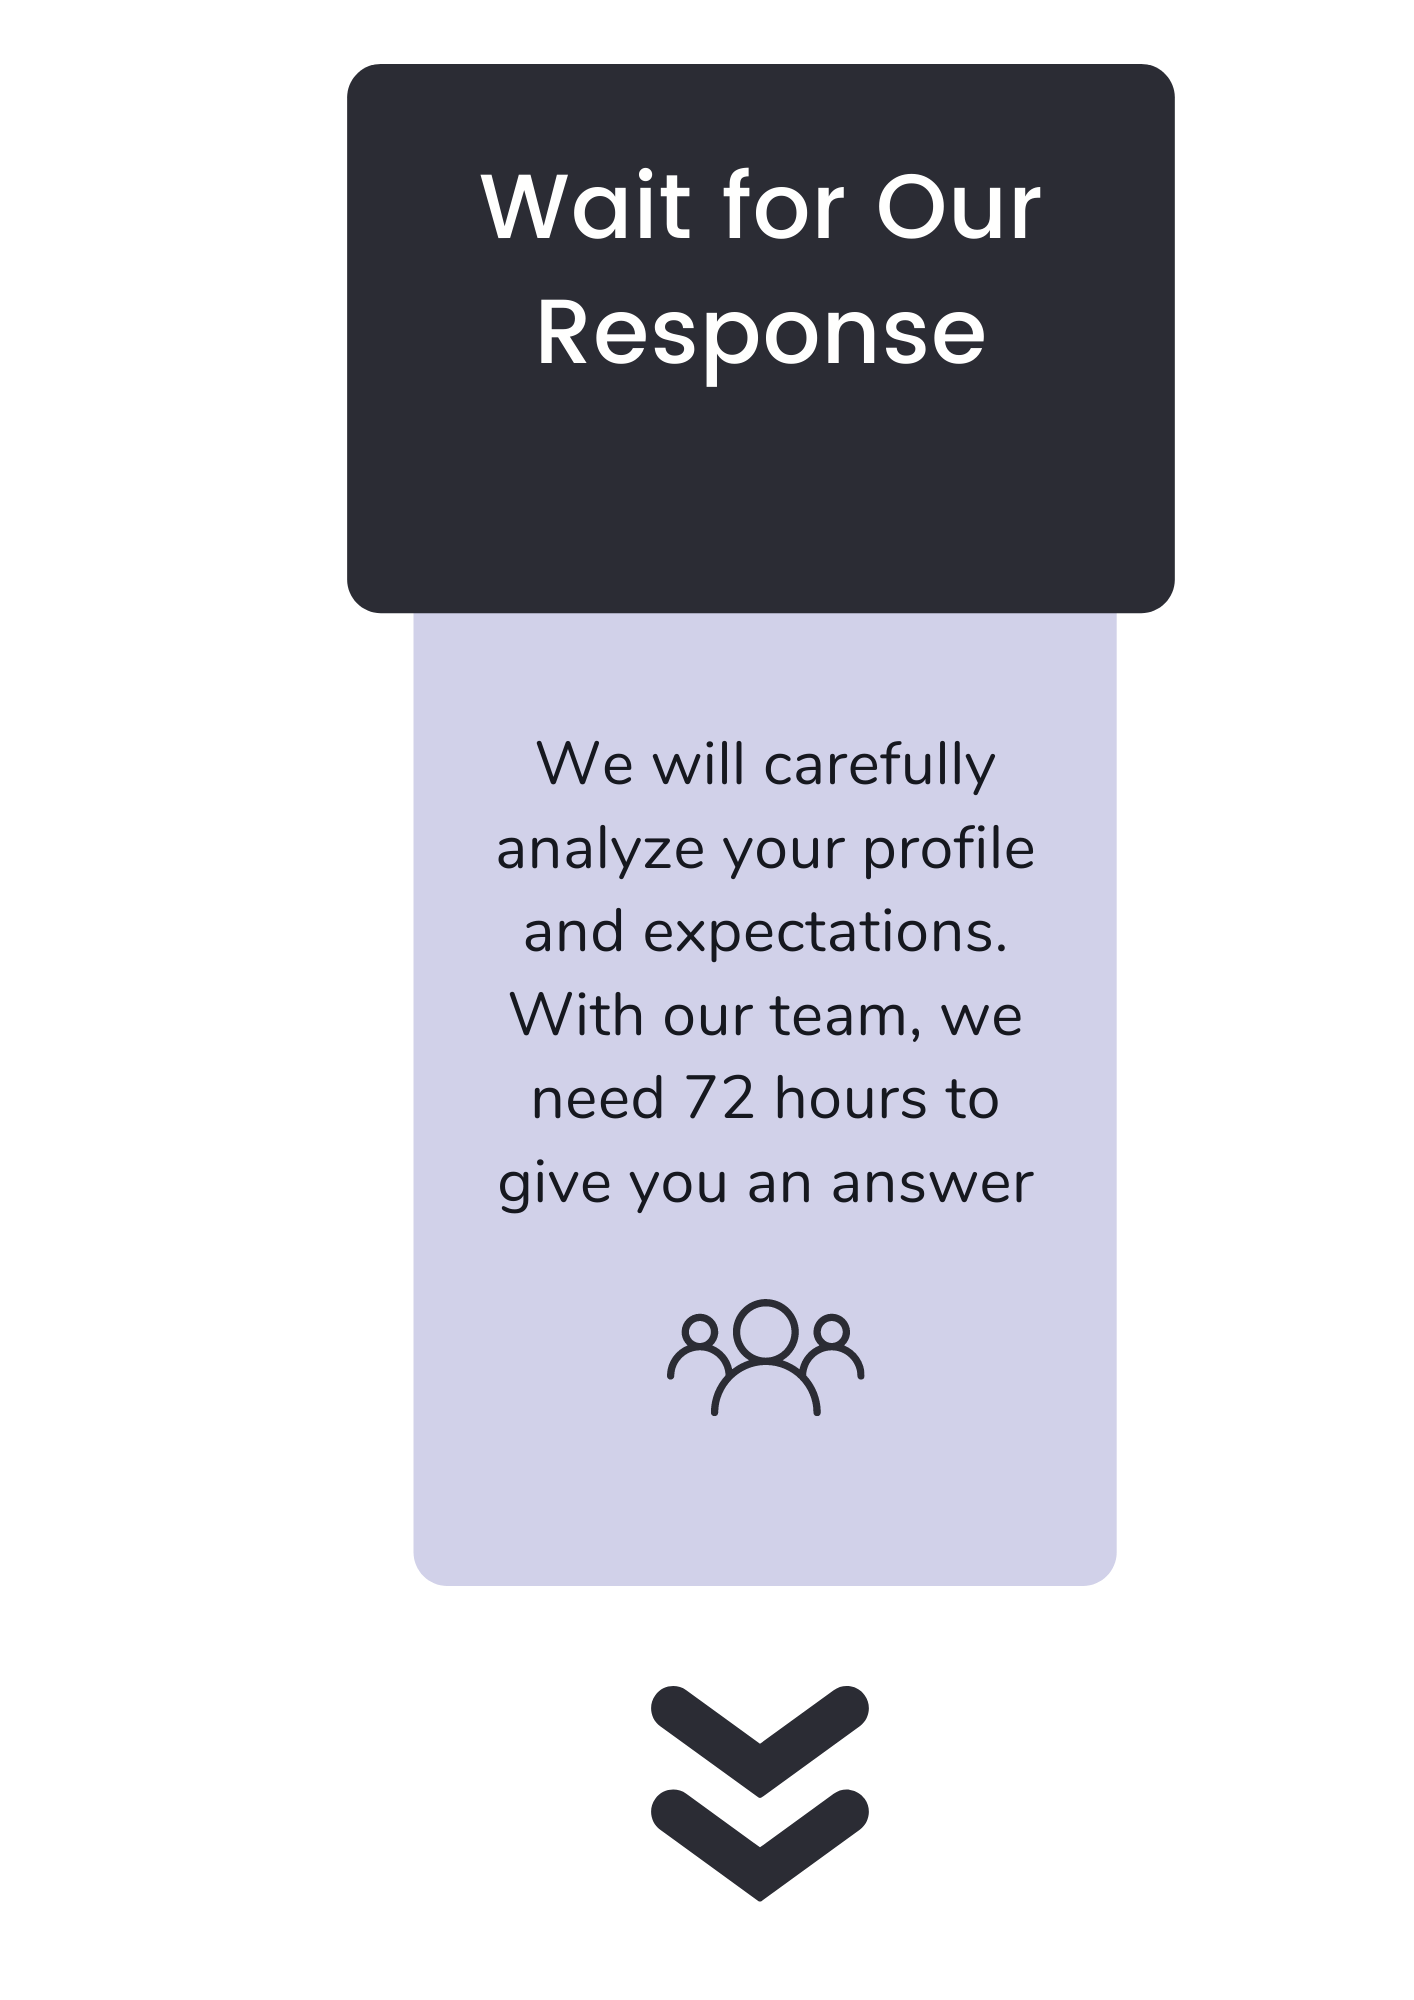 Wait for Our
Response
We will carefully
analyze your profile
and expectations.
With our team, we
need 72 hours to
give you an answer